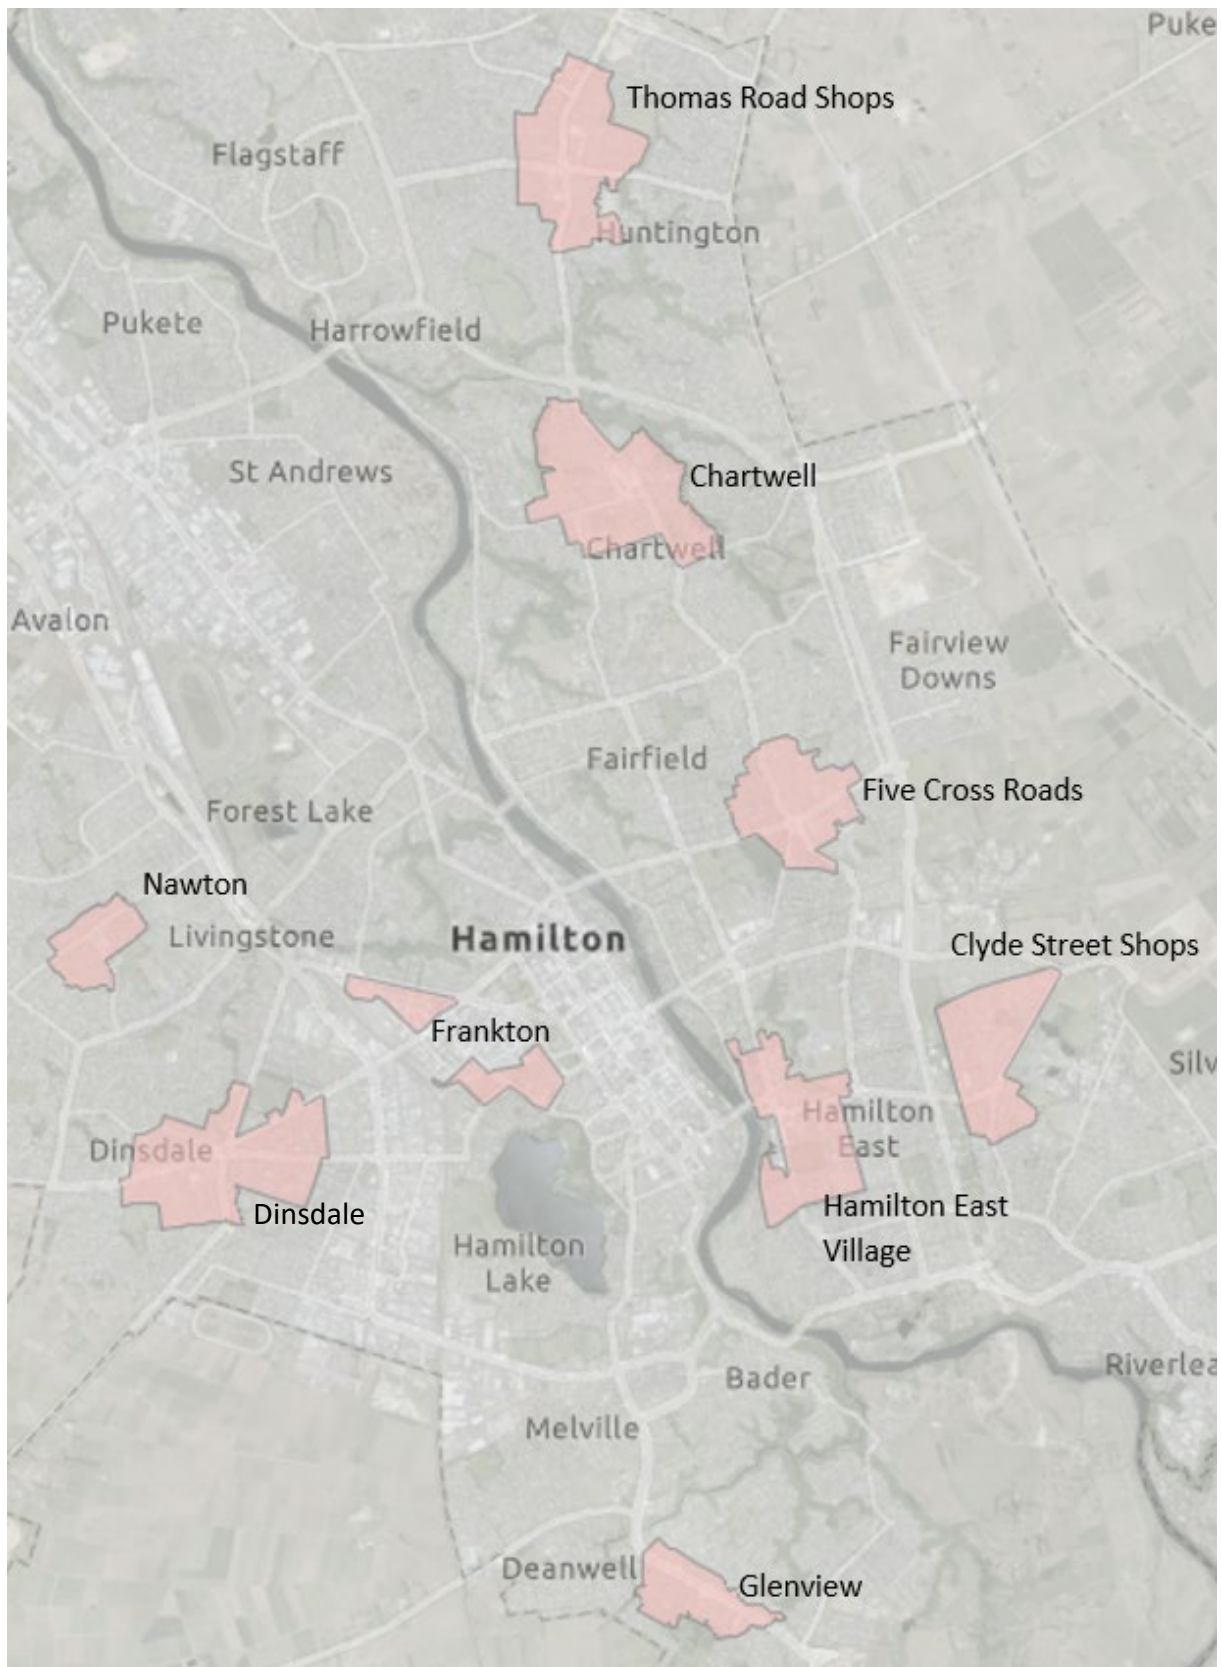 Puke
Thomas Road Shops
Flagstaff
Huntington
Pukete
Harrowfield
St Andrews
Chartwell
Chartwell
Avalon
Fairview
Downs
Fairfield
Five Cross Roads
Forest Lake
Nawton
Livingstone
Hamilton
Clyde Street Shops
Frankton
Silv
Hamilton
East
Dinsdale
Dinsdale
Hamilton East
Village
Hamilton
Lake
Bader
Riverlea
Melville
Deanwell
Glenview